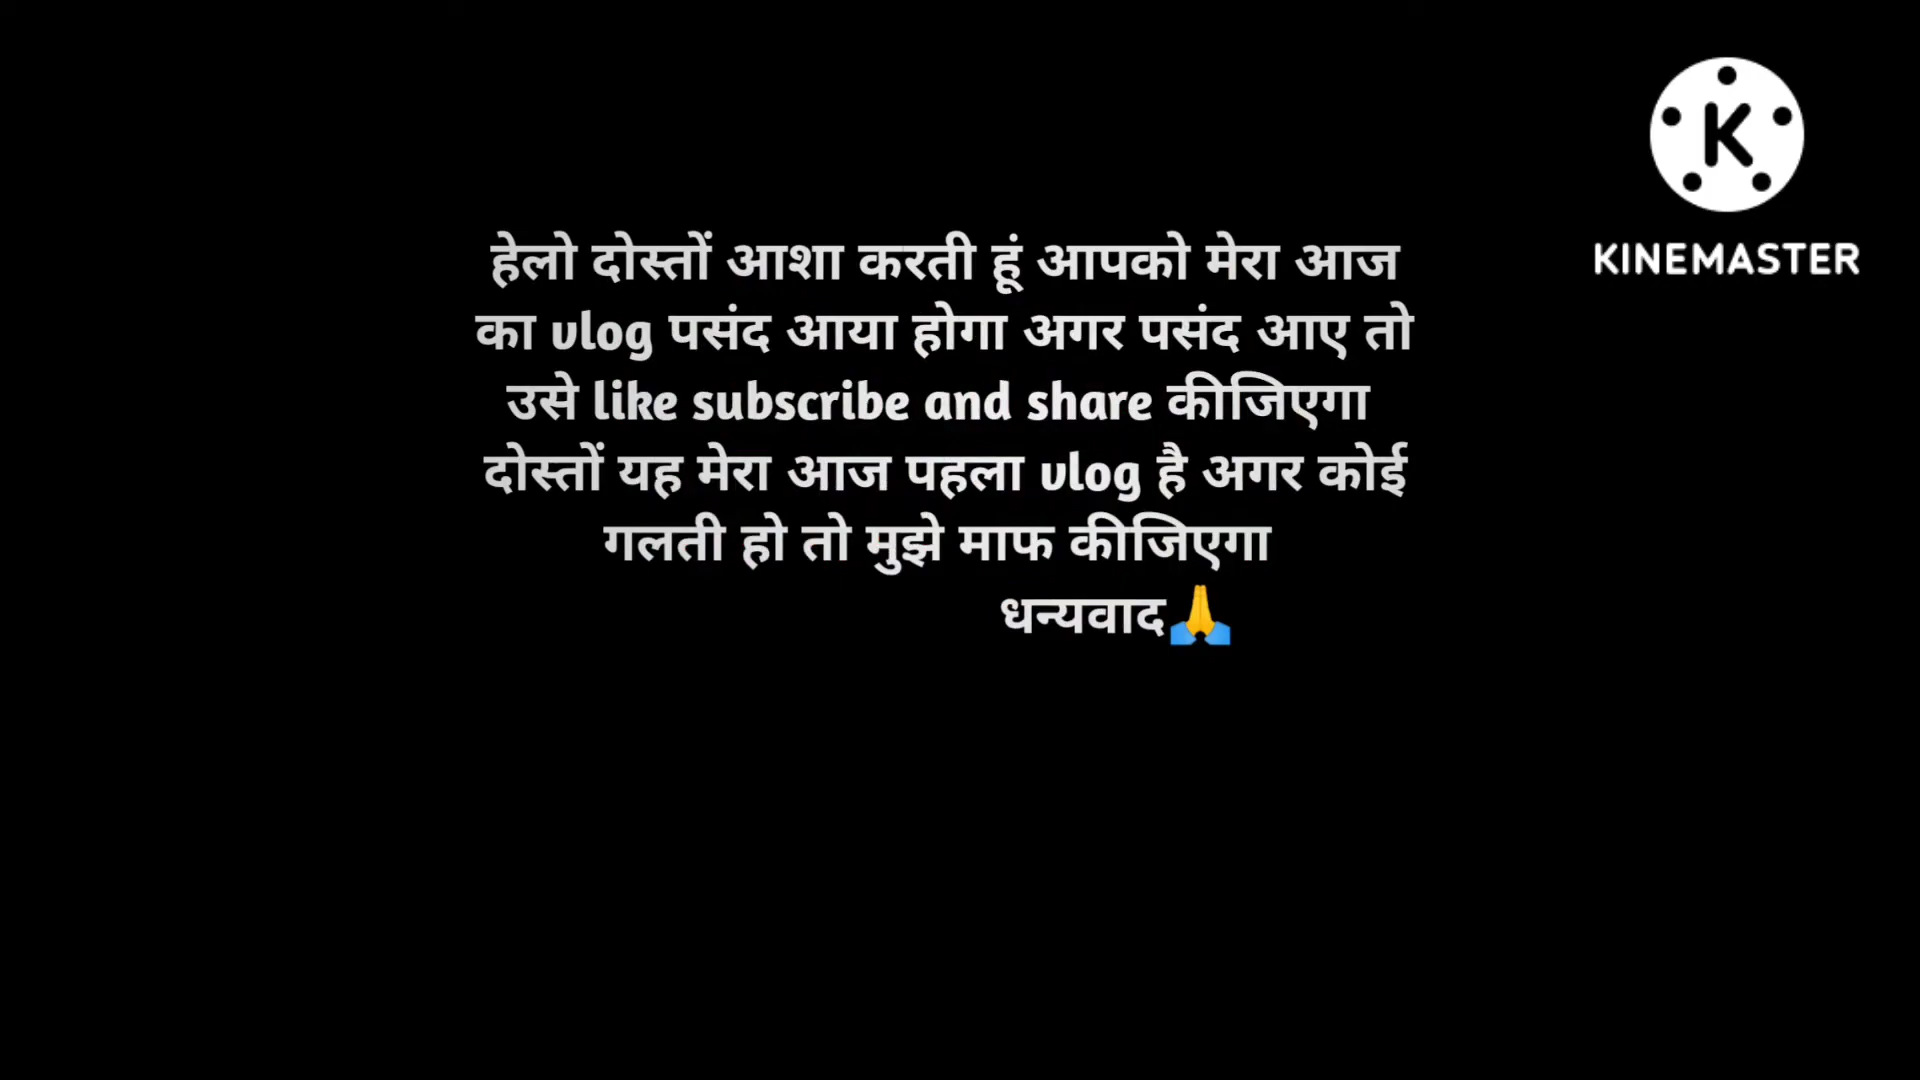 हेलो दोस्तों आशा करती हूं आपको मेरा आज
का vlog पसंद आया होगा अगर पसंद आए तो
उसे like subscribe and share कीजिएगा
दोस्तों यह मेरा आज पहला vlog है अगर कोई
गलती हो तो मुझे माफ कीजिएगा
धन्यवाद🙏
K
KINEMASTER